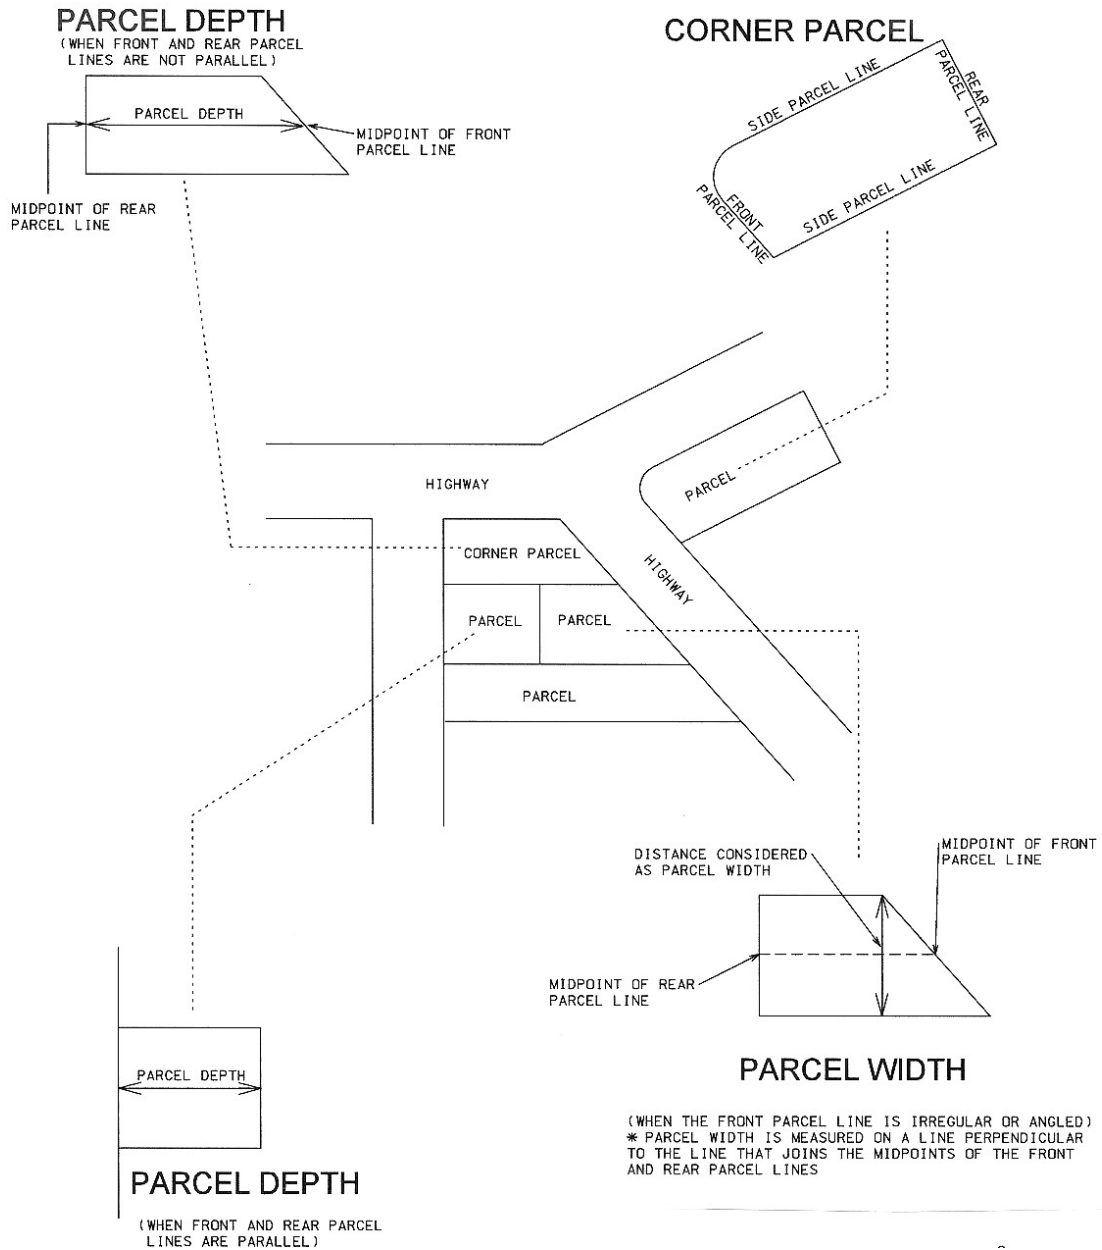 PARCEL DEPTH
(WHEN FRONT AND REAR PARCEL
LINES ARE NOT PARALLEL)
PARCEL DEPTH
MIDPOINT OF FRONT
PARCEL LINE
MIDPOINT OF REAR
PARCEL LINE
CORNER PARCEL
SIDE PARCEL LINE
REAR
PARCEL LINE
SIDE PARCEL LINE
FRONT
PARCEL LINE
HIGHWAY
PARCEL
CORNER PARCEL
HIGHWAY
PARCEL
PARCEL
PARCEL
DISTANCE CONSIDERED
AS PARCEL WIDTH
MIDPOINT OF FRONT
PARCEL LINE
MIDPOINT OF REAR
PARCEL LINE
PARCEL WIDTH
(WHEN THE FRONT PARCEL LINE IS IRREGULAR OR ANGLED)
* PARCEL WIDTH IS MEASURED ON A LINE PERPENDICULAR
TO THE LINE THAT JOINS THE MIDPOINTS OF THE FRONT
AND REAR PARCEL LINES
PARCEL DEPTH
PARCEL DEPTH
(WHEN FRONT AND REAR PARCEL
LINES ARE PARALLEL)